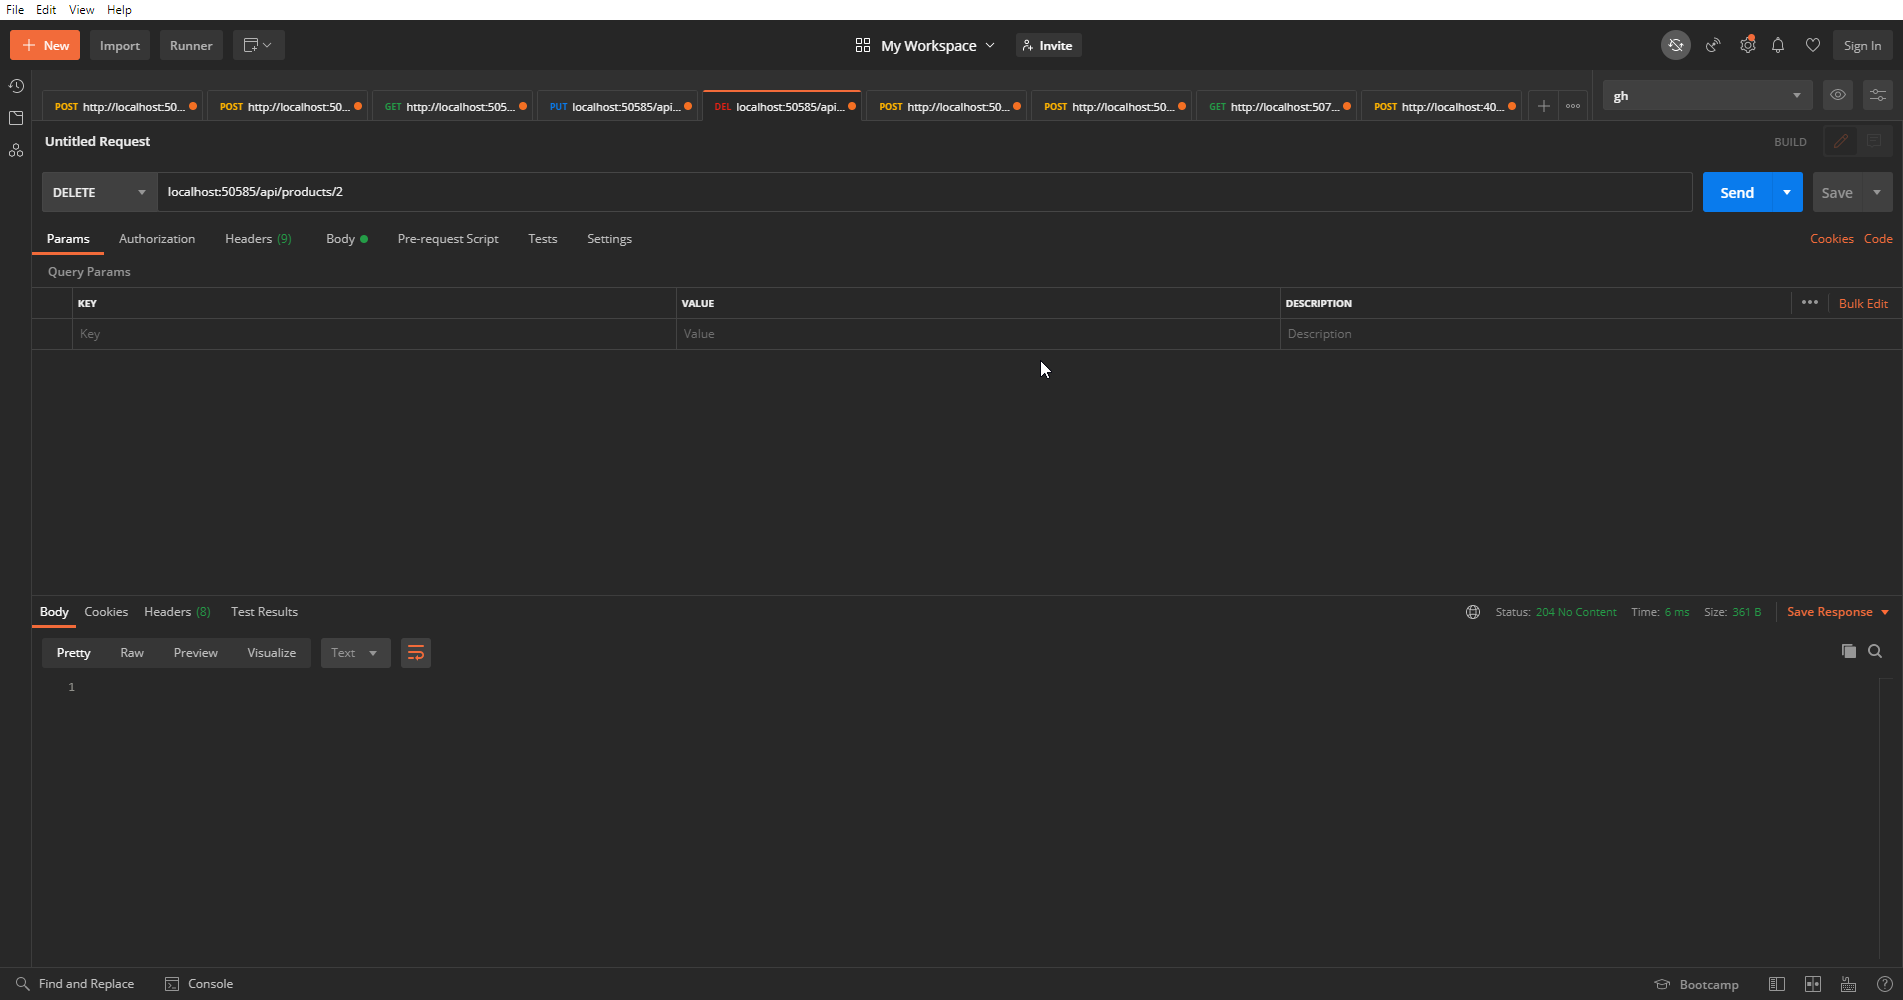 File Edit View Help
New Import Runner My Workspace Invite Sign In
POST http://localhost:50... POST http://localhost:50... GET http://localhost:505... PUT localhost:50585/api... DEL localhost:50585/api... POST http://localhost:50... POST http://localhost:50... GET http://localhost:507... POST http://localhost:40... gh
Untitled Request BUILD
DELETE localhost:50585/api/products/2 Send Save
Params Authorization Headers (9) Body Pre-request Script Tests Settings Cookies Code
Query Params
KEY VALUE DESCRIPTION Bulk Edit
Key Value Description
Body Cookies Headers (8) Test Results Status: 204 No Content Time: 6 ms Size: 361 B Save Response
Pretty Raw Preview Visualize Text
1
Find and Replace Console Bootcamp